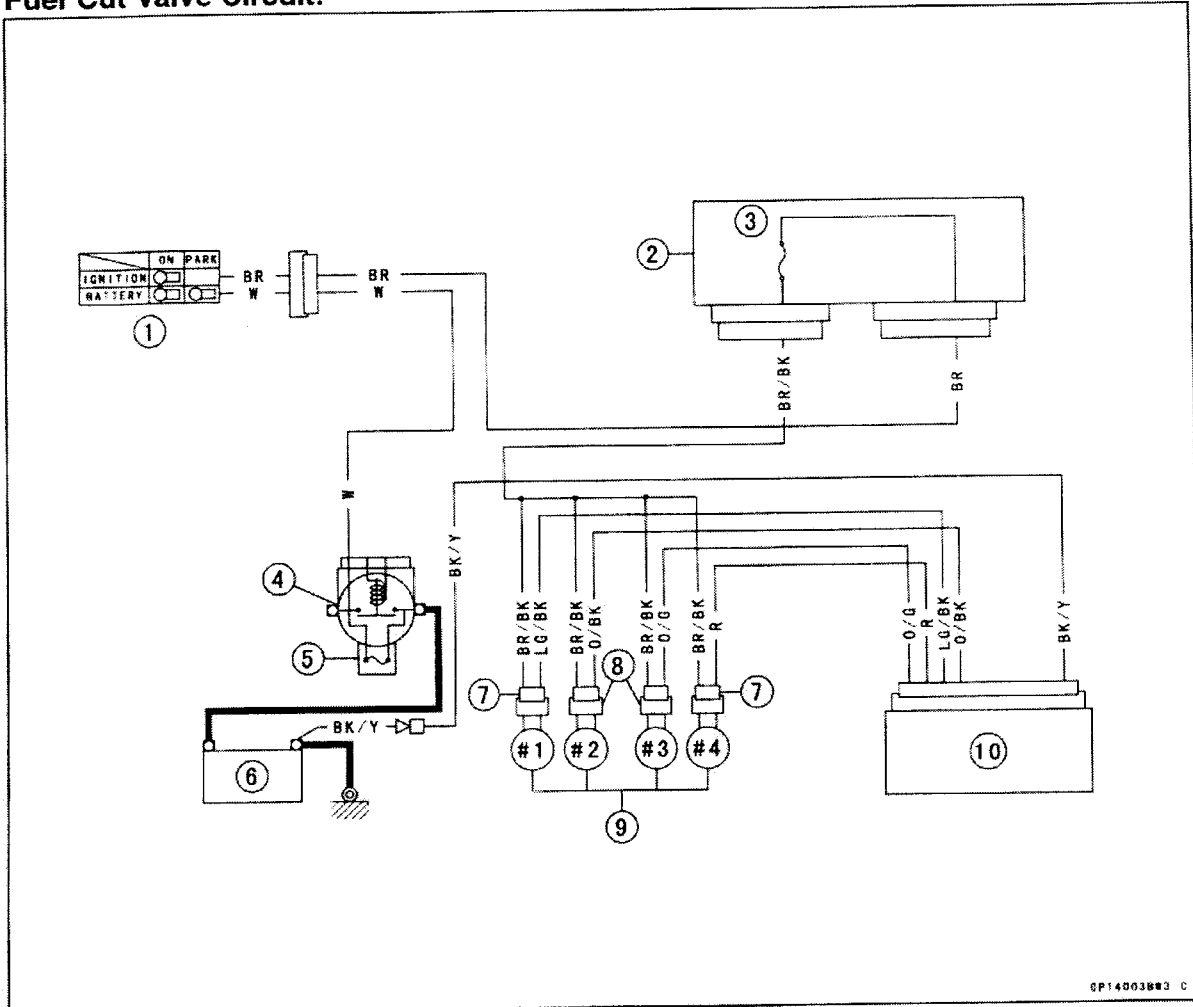 Fuel Cut Valve Circuit:
ON PARK
IGNITION
BATTERY
BR
W
BR
W
1
2
3
BR/BK
BR
W
BK/Y
4
5
6
BK/Y
BR/BK
LG/BK
BR/BK
O/BK
BR/BK
O/G
BR/BK
R
7
8
7
#1
#2
#3
#4
9
O/G
R
LG/BK
O/BK
BK/Y
10